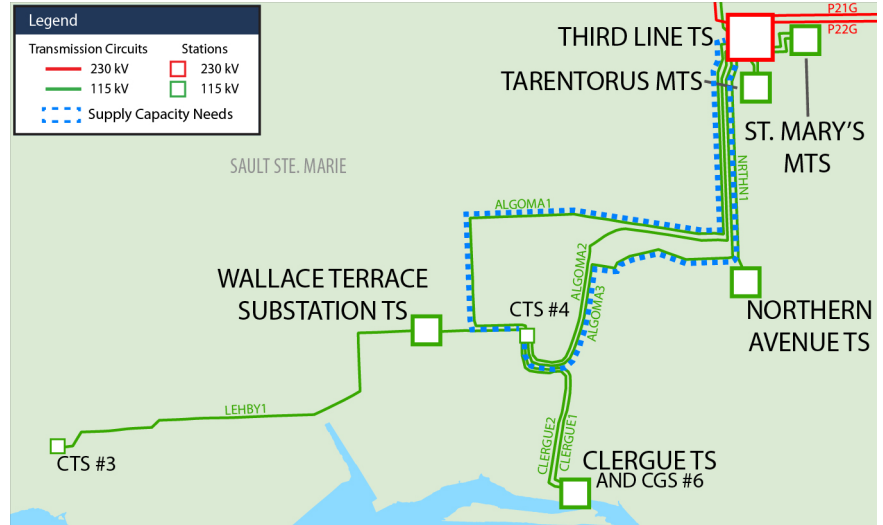 Legend
Transmission Circuits
Stations
230 kV
230 kV
115 kV
115 kV
Supply Capacity Needs
P21G
P22G
THIRD LINE TS
TARENTORUS MTS
ST. MARY'S
MTS
SAULT STE. MARIE
NRTHN1
ALGOMA1
ALGOMA2
ALGOMA3
WALLACE TERRACE
SUBSTATION TS
CTS #4
NORTHERN
AVENUE TS
LEHBY1
CTS #3
CLERGUE2
CLERGUE1
CLERGUE TS
AND CGS #6